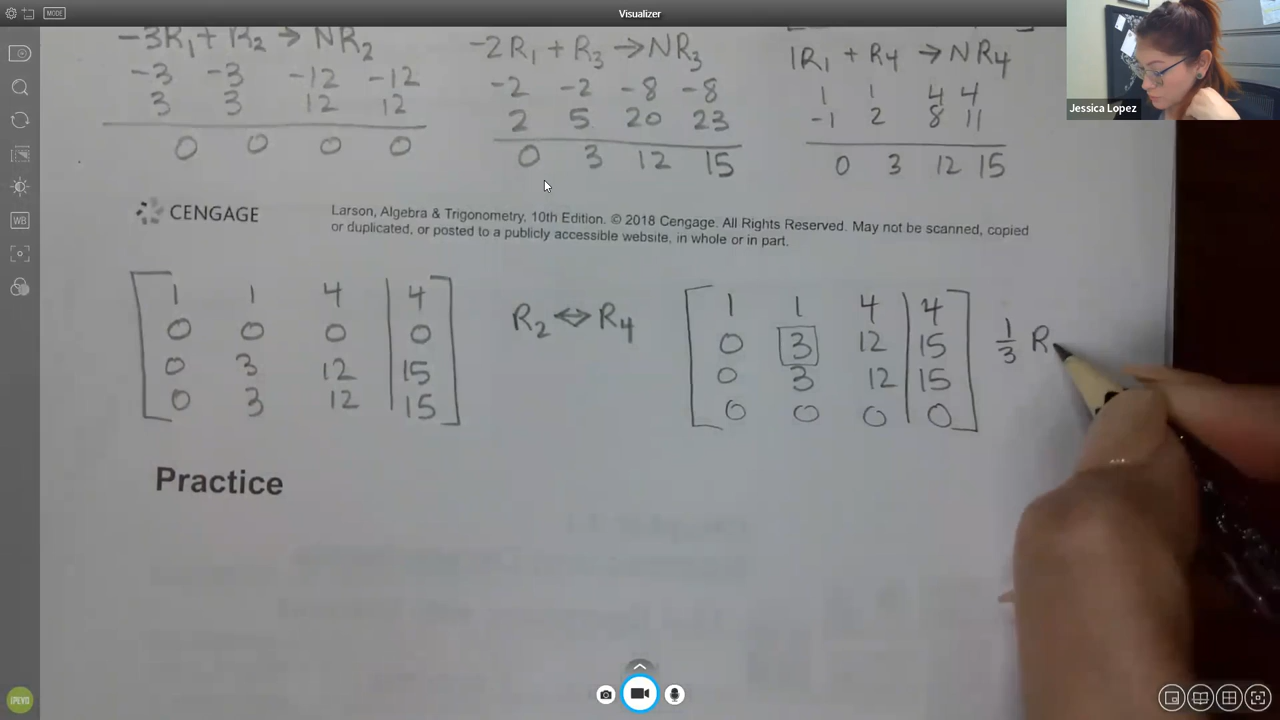 MODE
Visualizer
Jessica Lopez
-3R₁ + R₂ → NR₂
-3 -3 -12 -12
3 3 12 12
0 0 0 0
-2R₁ + R₃ → NR₃
-2 -2 -8 -8
2 5 20 23
0 3 12 15
1R₁ + R₄ → NR₄
1 1 4 4
-1 2 8 11
0 3 12 15
CENGAGE
Larson, Algebra & Trigonometry, 10th Edition. © 2018 Cengage. All Rights Reserved. May not be scanned, copied
or duplicated, or posted to a publicly accessible website, in whole or in part.
1 1 4 | 4
0 0 0 | 0
0 3 12 | 15
0 3 12 | 15
R₂ ⇔ R₄
1 1 4 | 4
0 3 12 | 15
0 3 12 | 15
0 0 0 | 0
1/3 R
Practice
WB
IPEVO